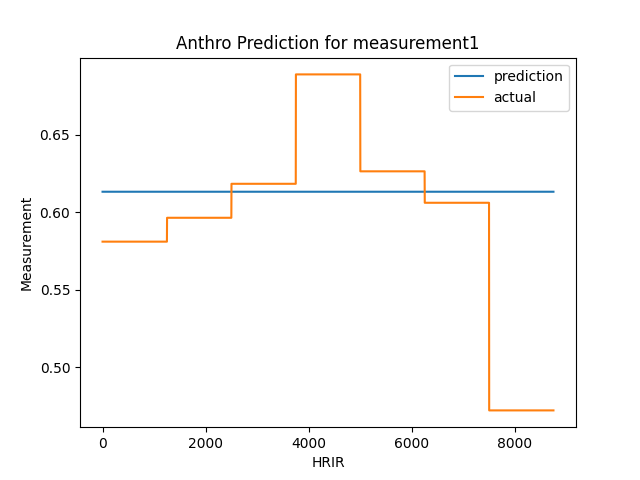 Anthro Prediction for measurement1
prediction
actual
0.65
0.60
0.55
0.50
Measurement
0
2000
4000
6000
8000
HRIR